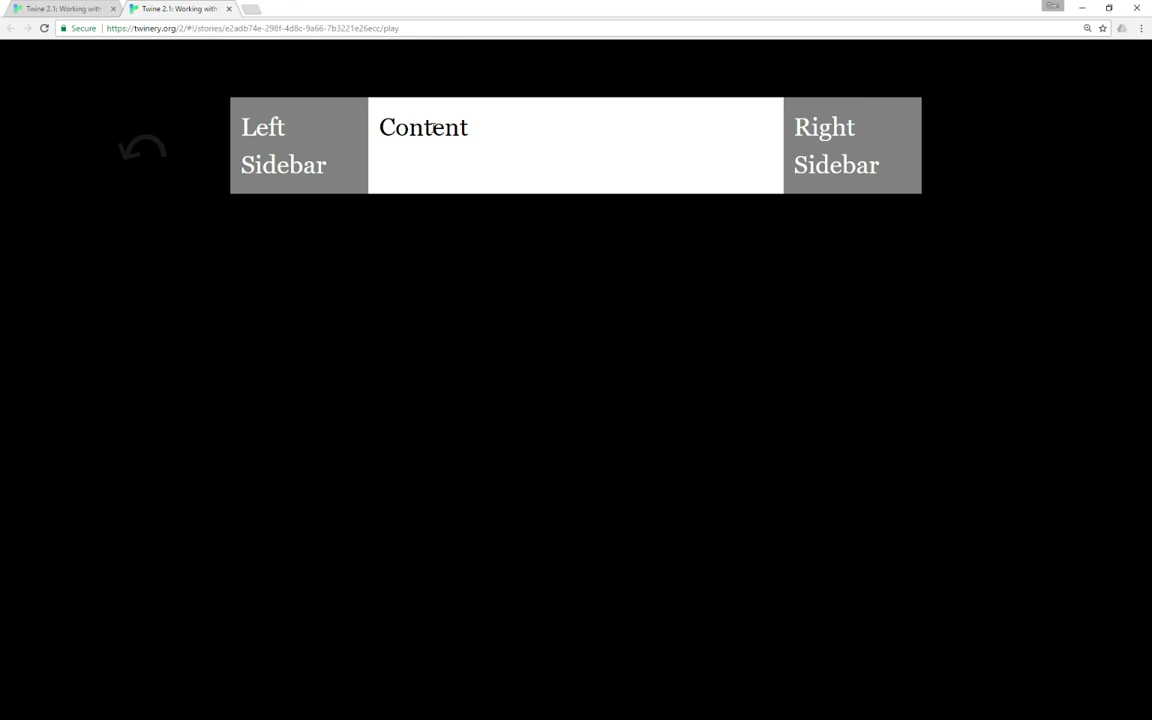 Twine 2.1: Working with
Twine 2.1: Working with
Secure
https://twinery.org/2/#!/stories/e2adb74e-298f-4d8c-9a66-7b3221e26ecc/play
Left
Sidebar
Content
Right
Sidebar